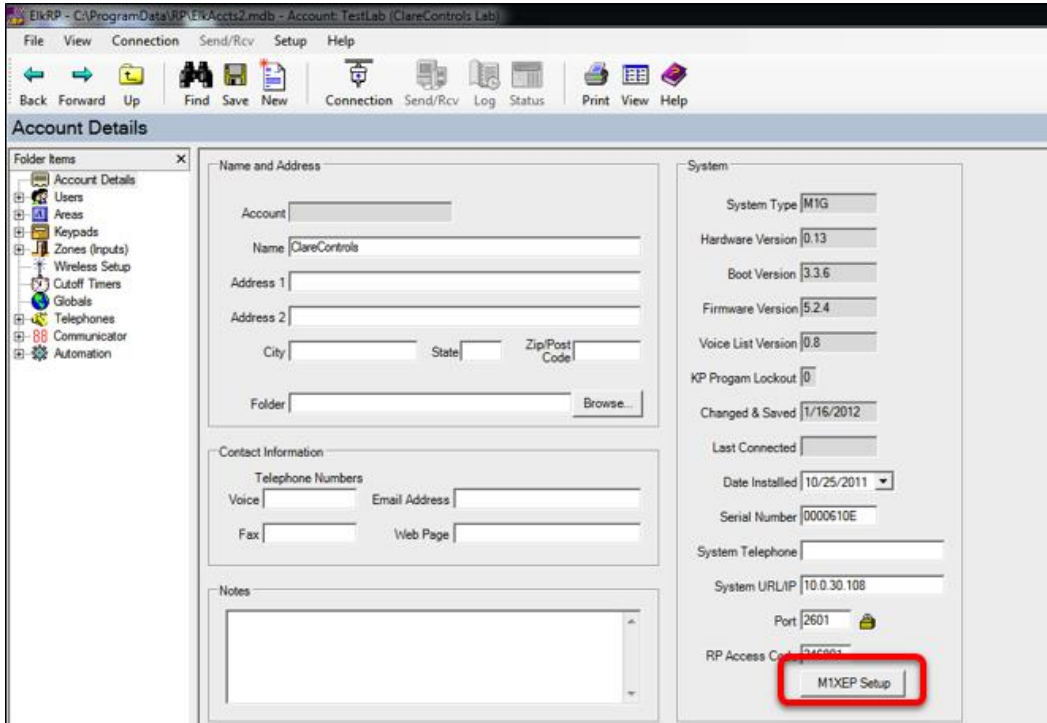 ElkRP - C:\ProgramData\RP\ElkAccts2.mdb - Account: TestLab (ClareControls Lab)
File View Connection Send/Rcv Setup Help
Back Forward Up Find Save New Connection Send/Rcv Log Status Print View Help
Account Details
Folder Items X
Account Details
Users
Areas
Keypads
Zones (Inputs)
Wireless Setup
Cutoff Timers
Globals
Telephones
88 Communicator
Automation
Name and Address
Account
Name ClareControls
Address 1
Address 2
City State Zip/Post Code
Folder Browse...
Contact Information
Telephone Numbers
Voice Email Address
Fax Web Page
Notes
System
System Type M1G
Hardware Version 0.13
Boot Version 3.3.6
Firmware Version 5.2.4
Voice List Version 0.8
KP Progam Lockout 0
Changed & Saved 1/16/2012
Last Connected
Date Installed 10/25/2011
Serial Number 0000610E
System Telephone
System URL/IP 10.0.30.108
Port 2601
RP Access Code
M1XEP Setup